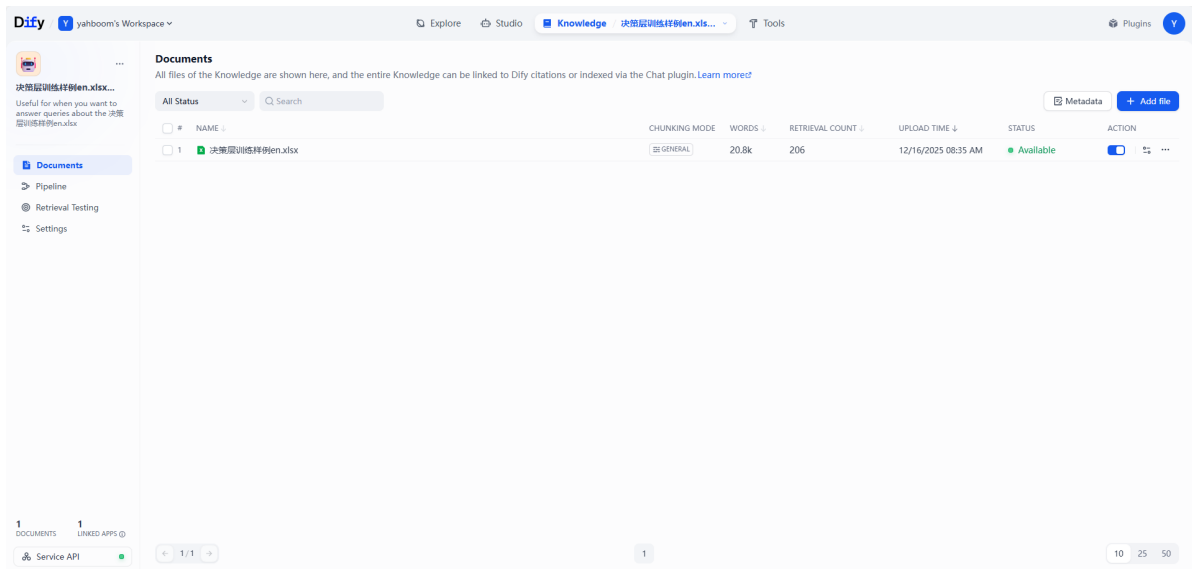 Dify
Y yahboom's Workspace
Explore
Studio
Knowledge
决策层训练样例en.xls...
Tools
Plugins
Y
决策层训练样例en.xlsx...
Useful for when you want to
answer queries about the 决策
层训练样例en.xlsx
Documents
Pipeline
Retrieval Testing
Settings
1
DOCUMENTS
1
LINKED APPS
Service API
Documents
All files of the Knowledge are shown here, and the entire Knowledge can be linked to Dify citations or indexed via the Chat plugin. Learn more
All Status
Search
Metadata
+ Add file
# NAME CHUNKING MODE WORDS RETRIEVAL COUNT UPLOAD TIME STATUS ACTION
1 决策层训练样例en.xlsx GENERAL 20.8k 206 12/16/2025 08:35 AM Available
1 / 1
1
10 25 50